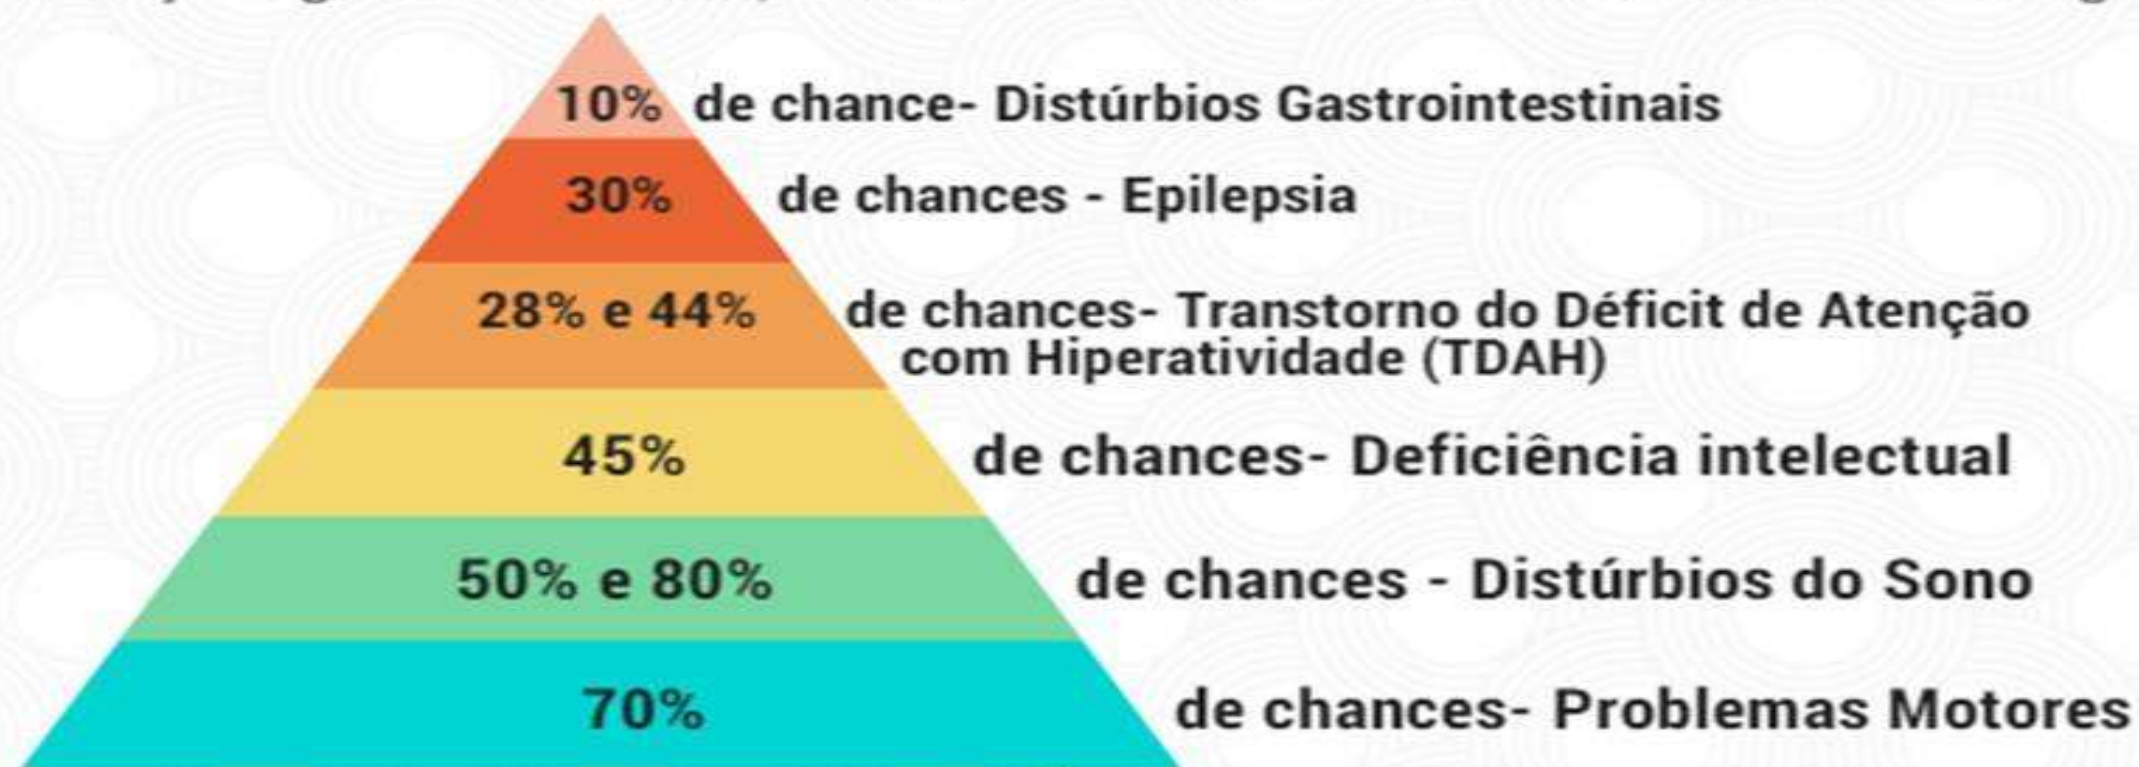 10% de chance- Distúrbios Gastrointestinais
30% de chances - Epilepsia
28% e 44% de chances- Transtorno do Déficit de Atenção
com Hiperatividade (TDAH)
45% de chances- Deficiência intelectual
50% e 80% de chances - Distúrbios do Sono
70% de chances- Problemas Motores